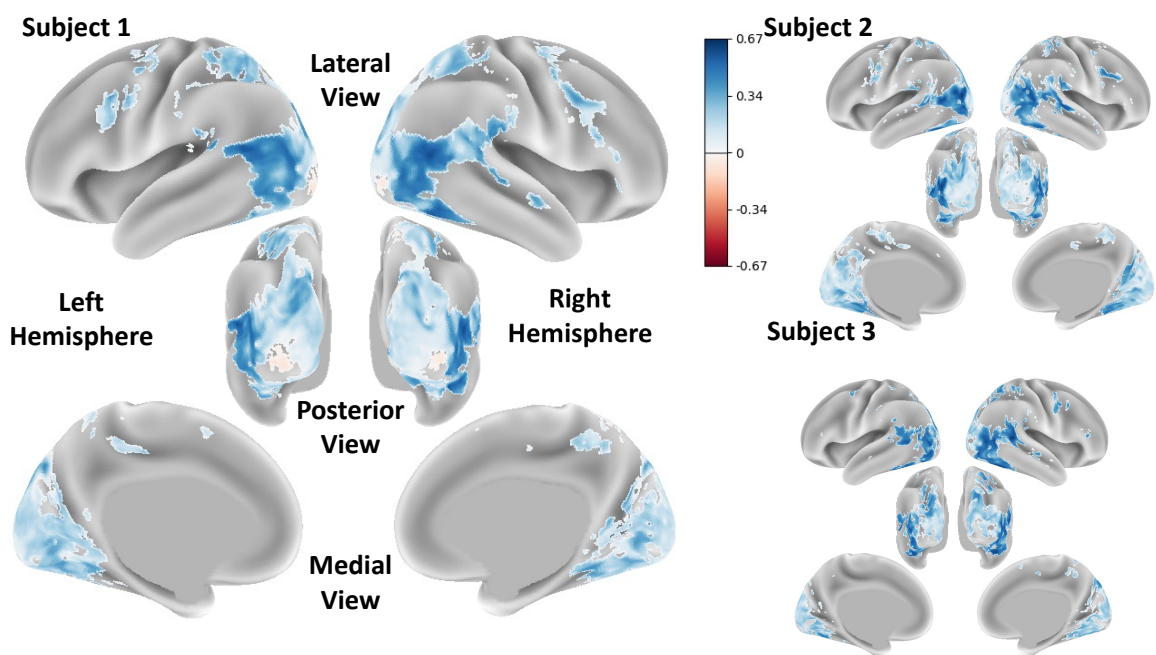 Subject 1
Lateral
View
Left
Hemisphere
Right
Hemisphere
Posterior
View
Medial
View
0.67
0.34
0
-0.34
-0.67
Subject 2
Subject 3